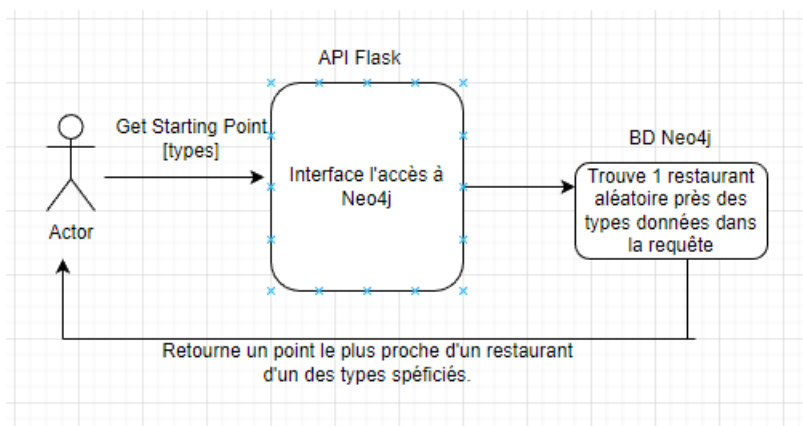 API Flask
Get Starting Point
[types]
Interface l'accès à
Neo4j
BD Neo4j
Trouve 1 restaurant
aléatoire près des
types données dans
la requête
Actor
Retourne un point le plus proche d'un restaurant
d'un des types spéficiés.